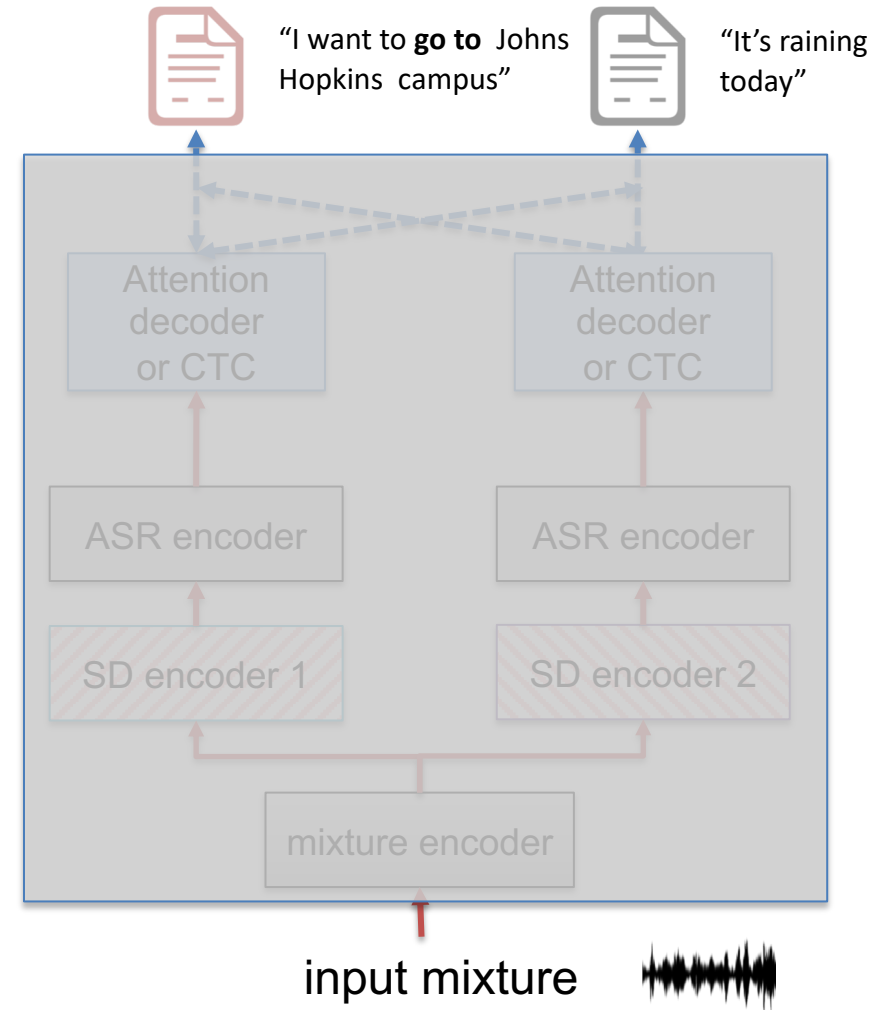 “I want to go to Johns
Hopkins campus”
“It’s raining
today”
Attention
decoder
or CTC
Attention
decoder
or CTC
ASR encoder
ASR encoder
SD encoder 1
SD encoder 2
mixture encoder
input mixture